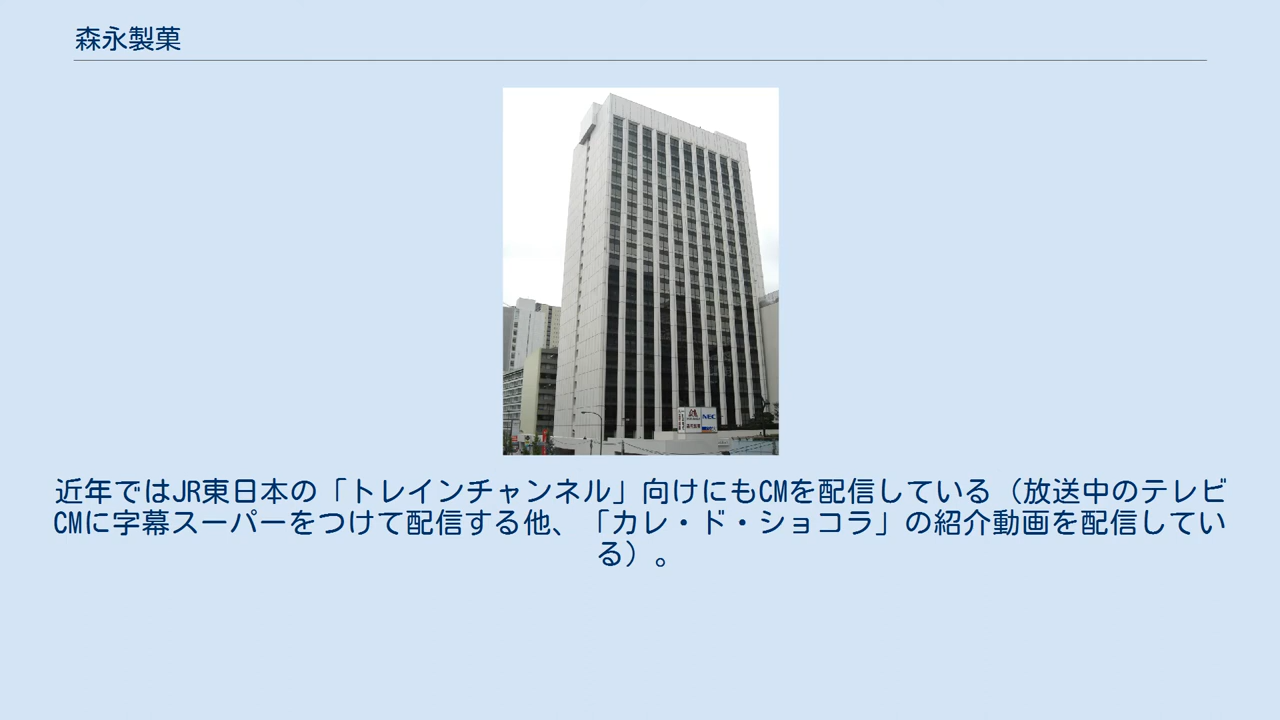 森永製菓
NEC
近年ではJR東日本の「トレインチャンネル」向けにもCMを配信している（放送中のテレビ
CMに字幕スーパーをつけて配信する他、「カレ・ド・ショコラ」の紹介動画を配信してい
る）。